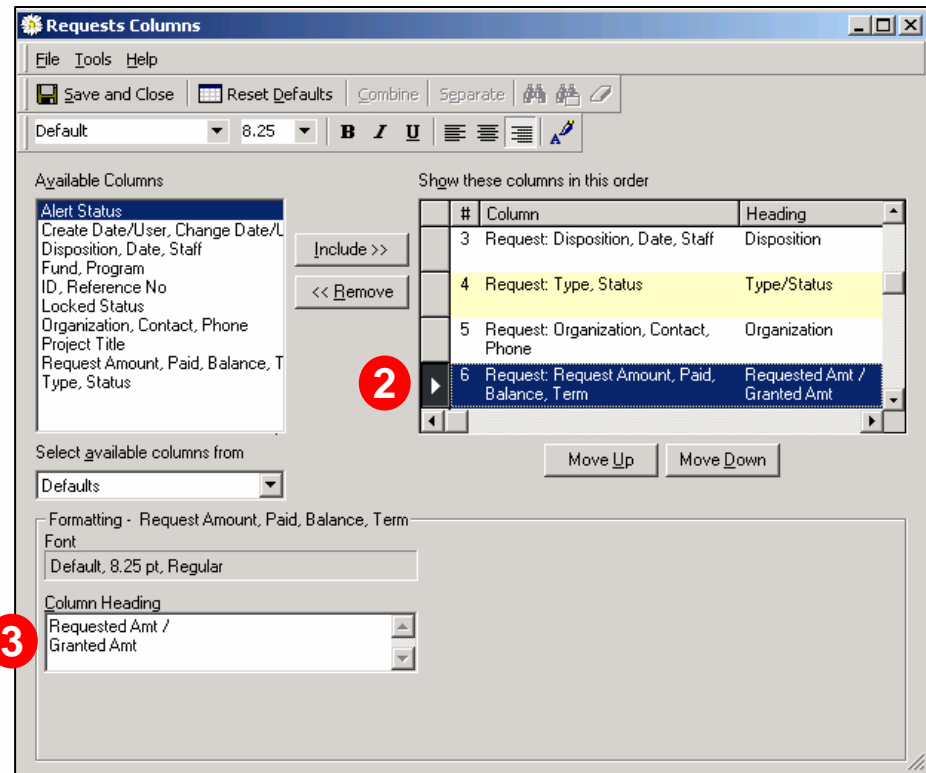 Requests Columns
File Tools Help
Save and Close Reset Defaults Combine Separate
Default 8.25 B I U A
Available Columns
Alert Status
Create Date/User, Change Date/U
Disposition, Date, Staff
Fund, Program
ID, Reference No
Locked Status
Organization, Contact, Phone
Project Title
Request Amount, Paid, Balance, T
Type, Status
Include >>
<< Remove
Show these columns in this order
# Column Heading
3 Request: Disposition, Date, Staff Disposition
4 Request: Type, Status Type/Status
5 Request: Organization, Contact, Organization
Phone
2
6 Request: Request Amount, Paid, Requested Amt /
Balance, Term Granted Amt
Move Up Move Down
Select available columns from
Defaults
Formatting - Request Amount, Paid, Balance, Term
Font
Default, 8.25 pt, Regular
Column Heading
3
Requested Amt /
Granted Amt